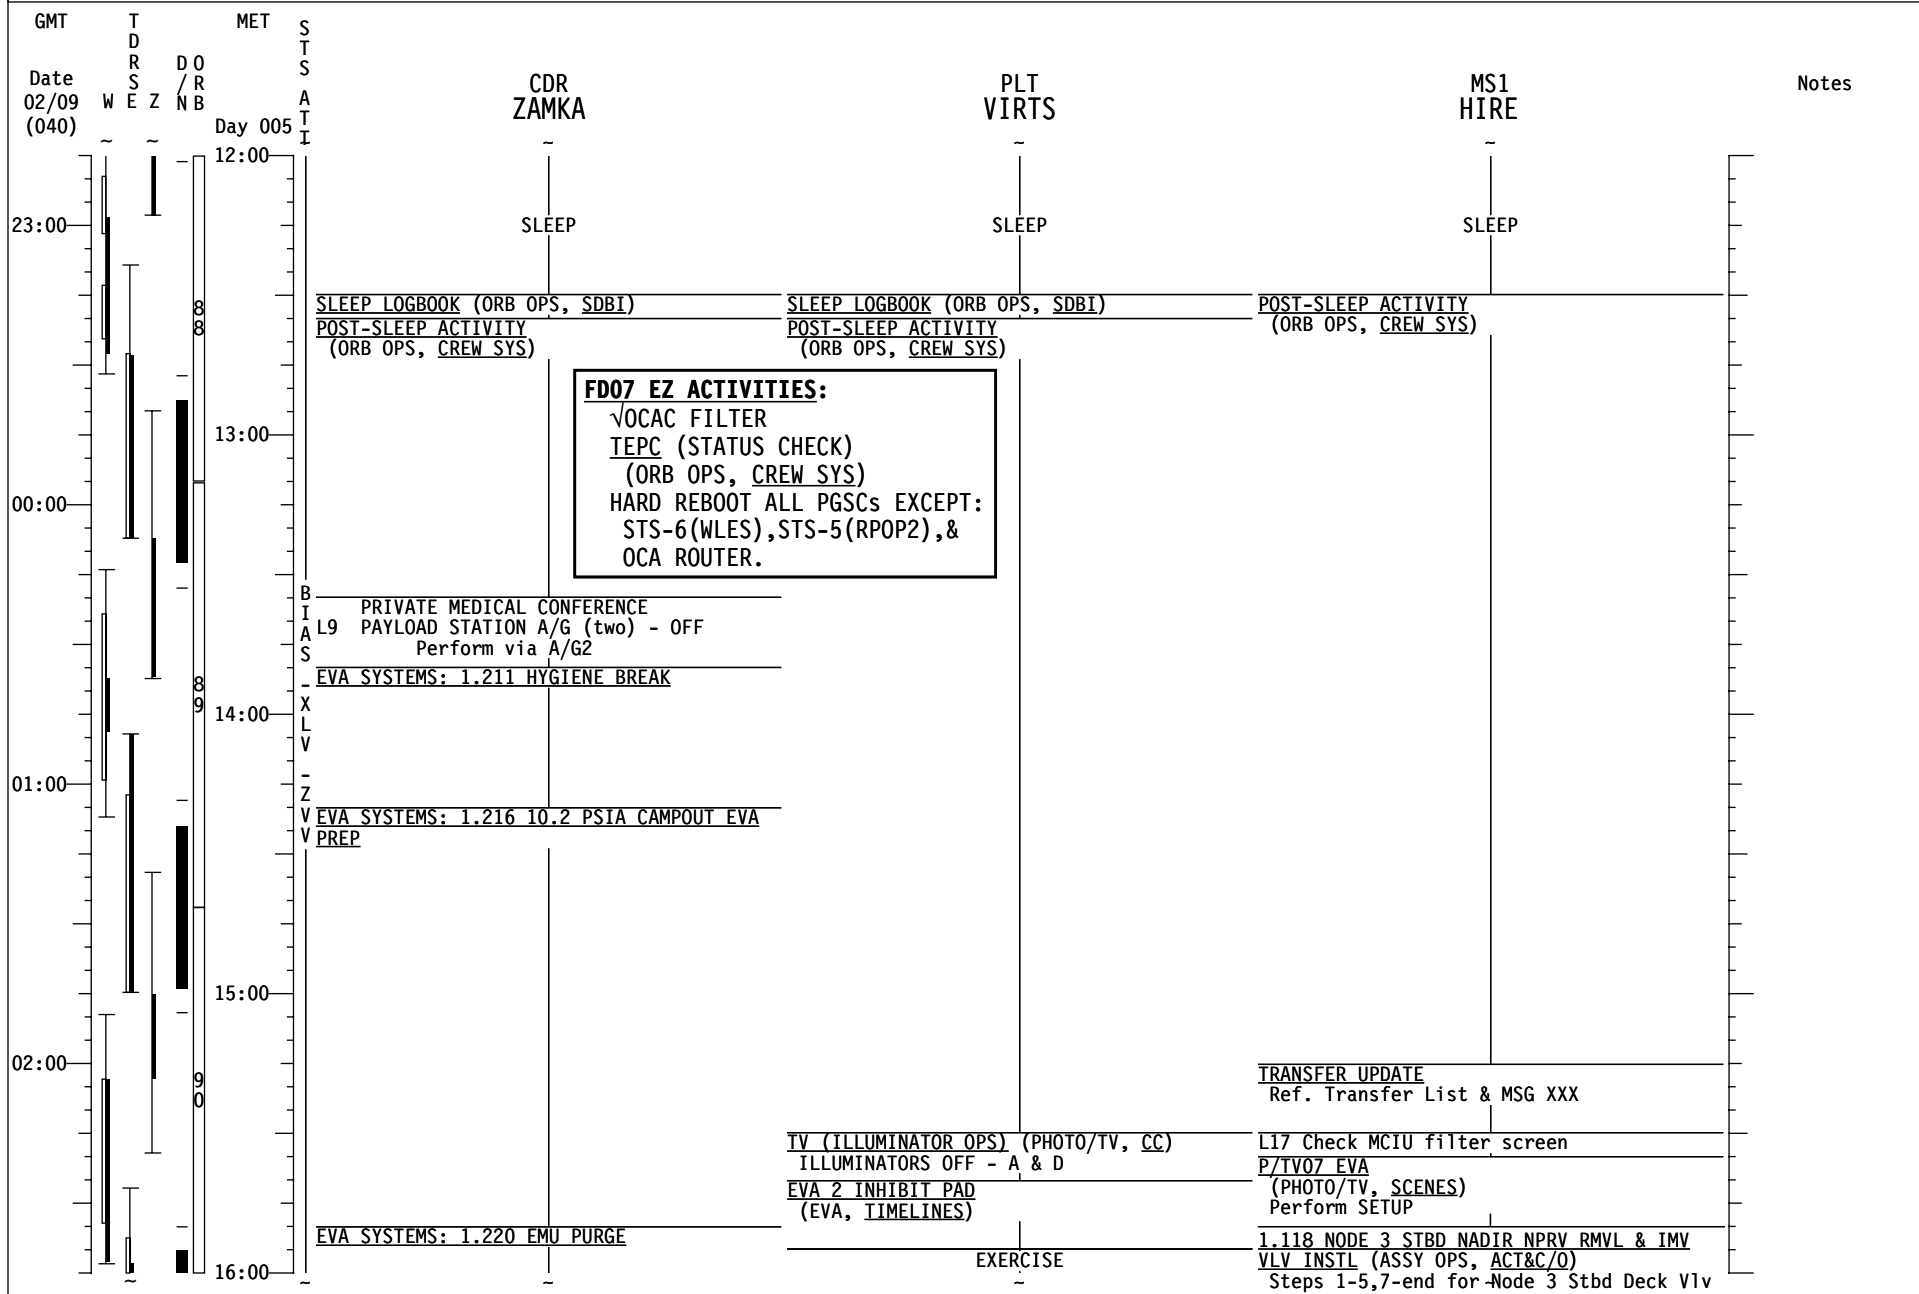 GMT
TDRS
MET
STS ATT
Date
02/09
(040)
W E Z
D/N
ORB
Day 005
CDR
ZAMKA
PLT
VIRTS
MS1
HIRE
Notes
~ ~ ~ ~ ~
12:00
23:00
SLEEP
SLEEP
SLEEP
88
SLEEP LOGBOOK (ORB OPS, SDBI)
POST-SLEEP ACTIVITY
(ORB OPS, CREW SYS)
SLEEP LOGBOOK (ORB OPS, SDBI)
POST-SLEEP ACTIVITY
(ORB OPS, CREW SYS)
POST-SLEEP ACTIVITY
(ORB OPS, CREW SYS)
FD07 EZ ACTIVITIES:
√OCAC FILTER
TEPC (STATUS CHECK)
(ORB OPS, CREW SYS)
HARD REBOOT ALL PGSCs EXCEPT:
STS-6(WLES),STS-5(RPOP2),&
OCA ROUTER.
13:00
00:00
BIAS -XLV -ZVV
PRIVATE MEDICAL CONFERENCE
L9 PAYLOAD STATION A/G (two) - OFF
Perform via A/G2
EVA SYSTEMS: 1.211 HYGIENE BREAK
89
14:00
01:00
EVA SYSTEMS: 1.216 10.2 PSIA CAMPOUT EVA
PREP
15:00
02:00
90
TRANSFER UPDATE
Ref. Transfer List & MSG XXX
TV (ILLUMINATOR OPS) (PHOTO/TV, CC)
ILLUMINATORS OFF - A & D
EVA 2 INHIBIT PAD
(EVA, TIMELINES)
L17 Check MCIU filter screen
P/TV07 EVA
(PHOTO/TV, SCENES)
Perform SETUP
EVA SYSTEMS: 1.220 EMU PURGE
EXERCISE
1.118 NODE 3 STBD NADIR NPRV RMVL & IMV
VLV INSTL (ASSY OPS, ACT&C/O)
Steps 1-5,7-end for Node 3 Stbd Deck Vlv
16:00
~ ~ ~ ~ ~